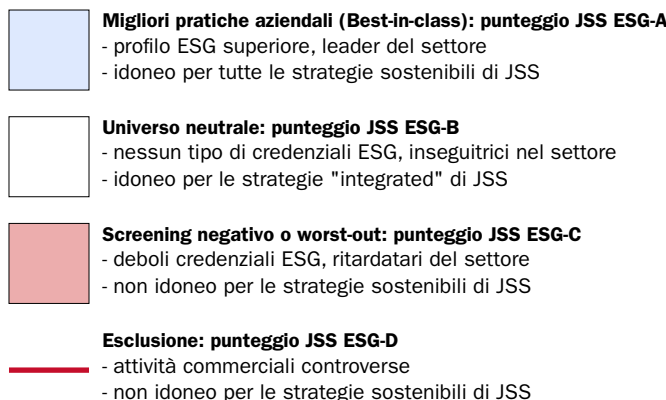 Migliori pratiche aziendali (Best-in-class): punteggio JSS ESG-A
- profilo ESG superiore, leader del settore
- idoneo per tutte le strategie sostenibili di JSS
Universo neutrale: punteggio JSS ESG-B
- nessun tipo di credenziali ESG, inseguitrici nel settore
- idoneo per le strategie "integrated" di JSS
Screening negativo o worst-out: punteggio JSS ESG-C
- deboli credenziali ESG, ritardatari del settore
- non idoneo per le strategie sostenibili di JSS
Esclusione: punteggio JSS ESG-D
- attività commerciali controverse
- non idoneo per le strategie sostenibili di JSS